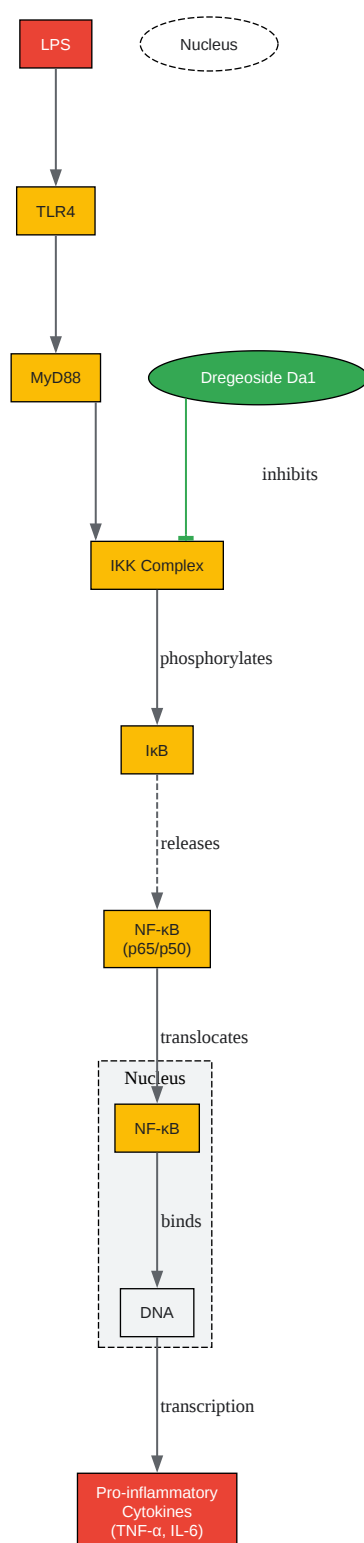 LPS
Nucleus
TLR4
MyD88
Dregeoside Da1
inhibits
IKK Complex
phosphorylates
IκB
releases
NF-κB
(p65/p50)
translocates
Nucleus
NF-κB
binds
DNA
transcription
Pro-inflammatory
Cytokines
(TNF-α, IL-6)